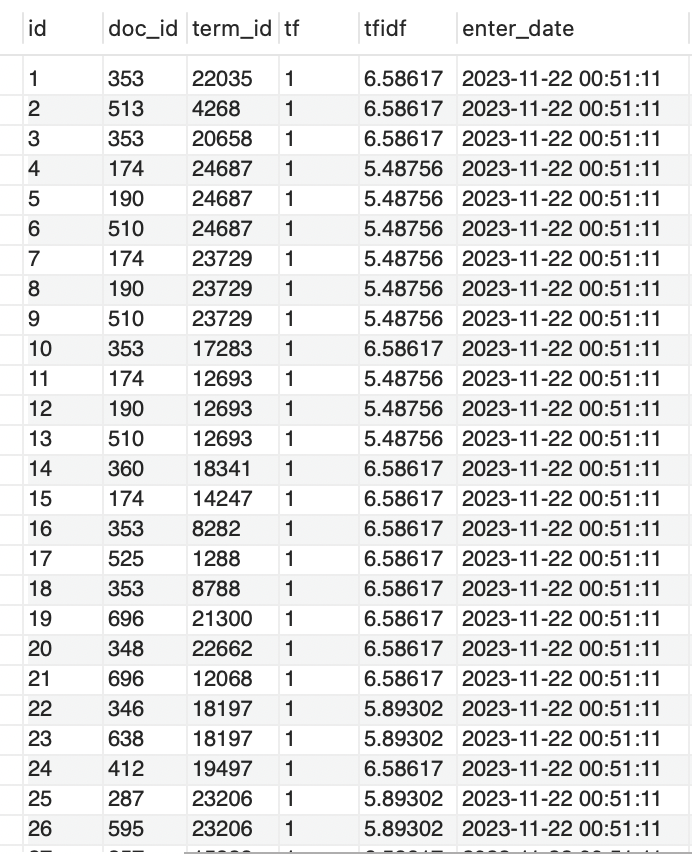 id doc_id term_id tf tfidf enter_date
1 353 22035 1 6.58617 2023-11-22 00:51:11
2 513 4268 1 6.58617 2023-11-22 00:51:11
3 353 20658 1 6.58617 2023-11-22 00:51:11
4 174 24687 1 5.48756 2023-11-22 00:51:11
5 190 24687 1 5.48756 2023-11-22 00:51:11
6 510 24687 1 5.48756 2023-11-22 00:51:11
7 174 23729 1 5.48756 2023-11-22 00:51:11
8 190 23729 1 5.48756 2023-11-22 00:51:11
9 510 23729 1 5.48756 2023-11-22 00:51:11
10 353 17283 1 6.58617 2023-11-22 00:51:11
11 174 12693 1 5.48756 2023-11-22 00:51:11
12 190 12693 1 5.48756 2023-11-22 00:51:11
13 510 12693 1 5.48756 2023-11-22 00:51:11
14 360 18341 1 6.58617 2023-11-22 00:51:11
15 174 14247 1 6.58617 2023-11-22 00:51:11
16 353 8282 1 6.58617 2023-11-22 00:51:11
17 525 1288 1 6.58617 2023-11-22 00:51:11
18 353 8788 1 6.58617 2023-11-22 00:51:11
19 696 21300 1 6.58617 2023-11-22 00:51:11
20 348 22662 1 6.58617 2023-11-22 00:51:11
21 696 12068 1 6.58617 2023-11-22 00:51:11
22 346 18197 1 5.89302 2023-11-22 00:51:11
23 638 18197 1 5.89302 2023-11-22 00:51:11
24 412 19497 1 6.58617 2023-11-22 00:51:11
25 287 23206 1 5.89302 2023-11-22 00:51:11
26 595 23206 1 5.89302 2023-11-22 00:51:11